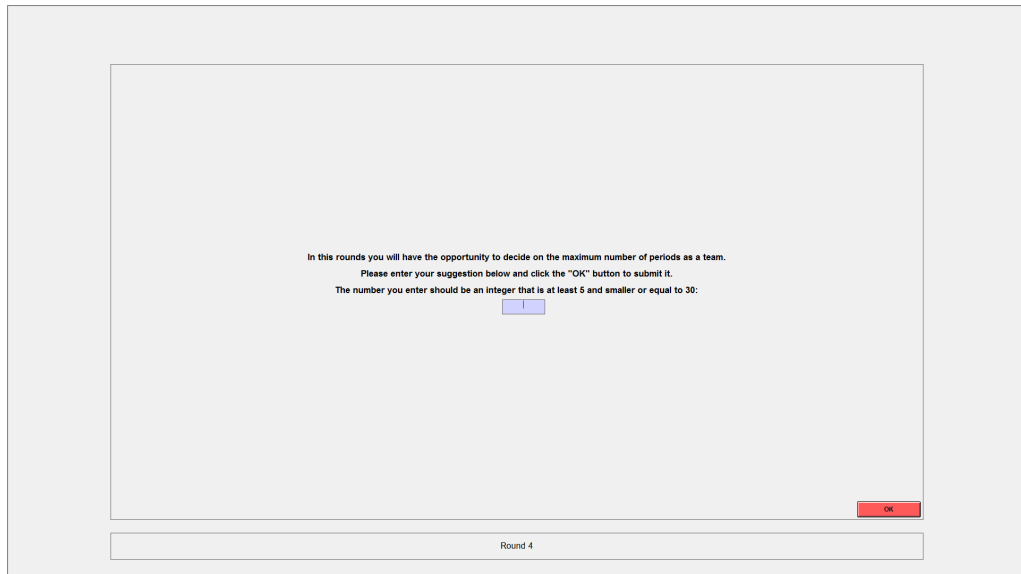 In this rounds you will have the opportunity to decide on the maximum number of periods as a team.
Please enter your suggestion below and click the "OK" button to submit it.
The number you enter should be an integer that is at least 5 and smaller or equal to 30:
OK
Round 4